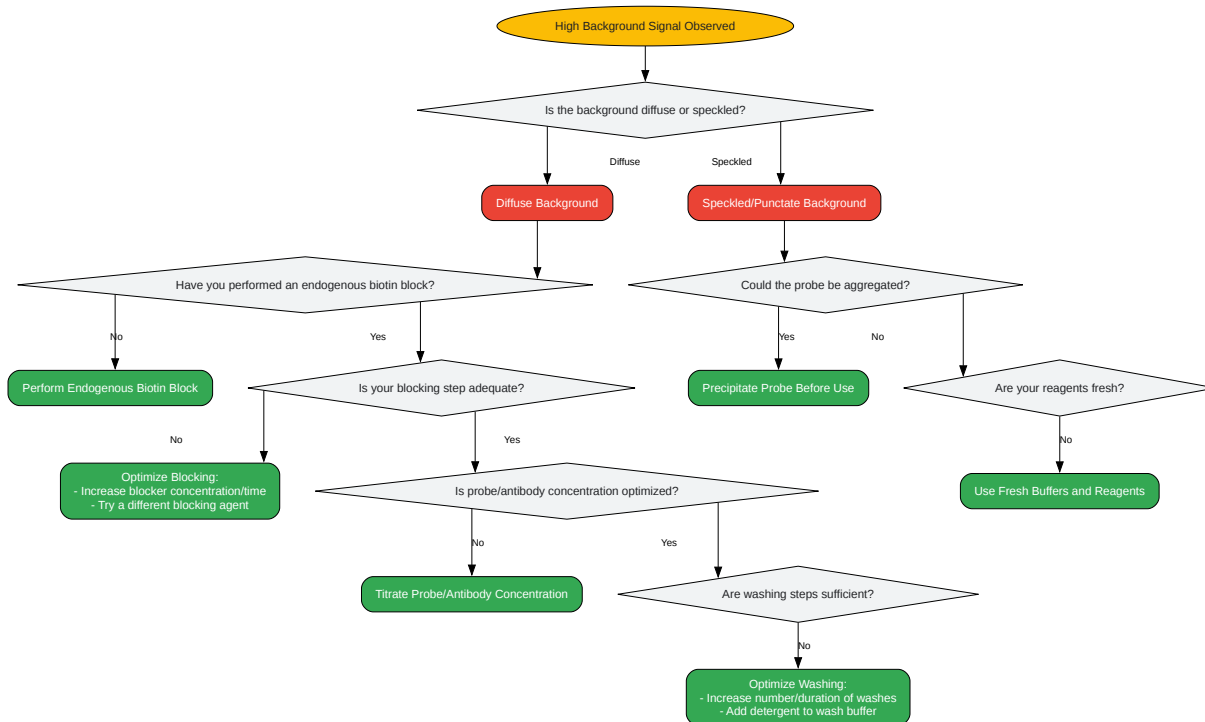 High Background Signal Observed
Is the background diffuse or speckled?
Diffuse
Speckled
Diffuse Background
Speckled/Punctate Background
Have you performed an endogenous biotin block?
Could the probe be aggregated?
No
Yes
Yes
No
Perform Endogenous Biotin Block
Is your blocking step adequate?
Precipitate Probe Before Use
Are your reagents fresh?
No
Yes
No
Optimize Blocking:
- Increase blocker concentration/time
- Try a different blocking agent
Is probe/antibody concentration optimized?
Use Fresh Buffers and Reagents
No
Yes
Titrate Probe/Antibody Concentration
Are washing steps sufficient?
No
Optimize Washing:
- Increase number/duration of washes
- Add detergent to wash buffer